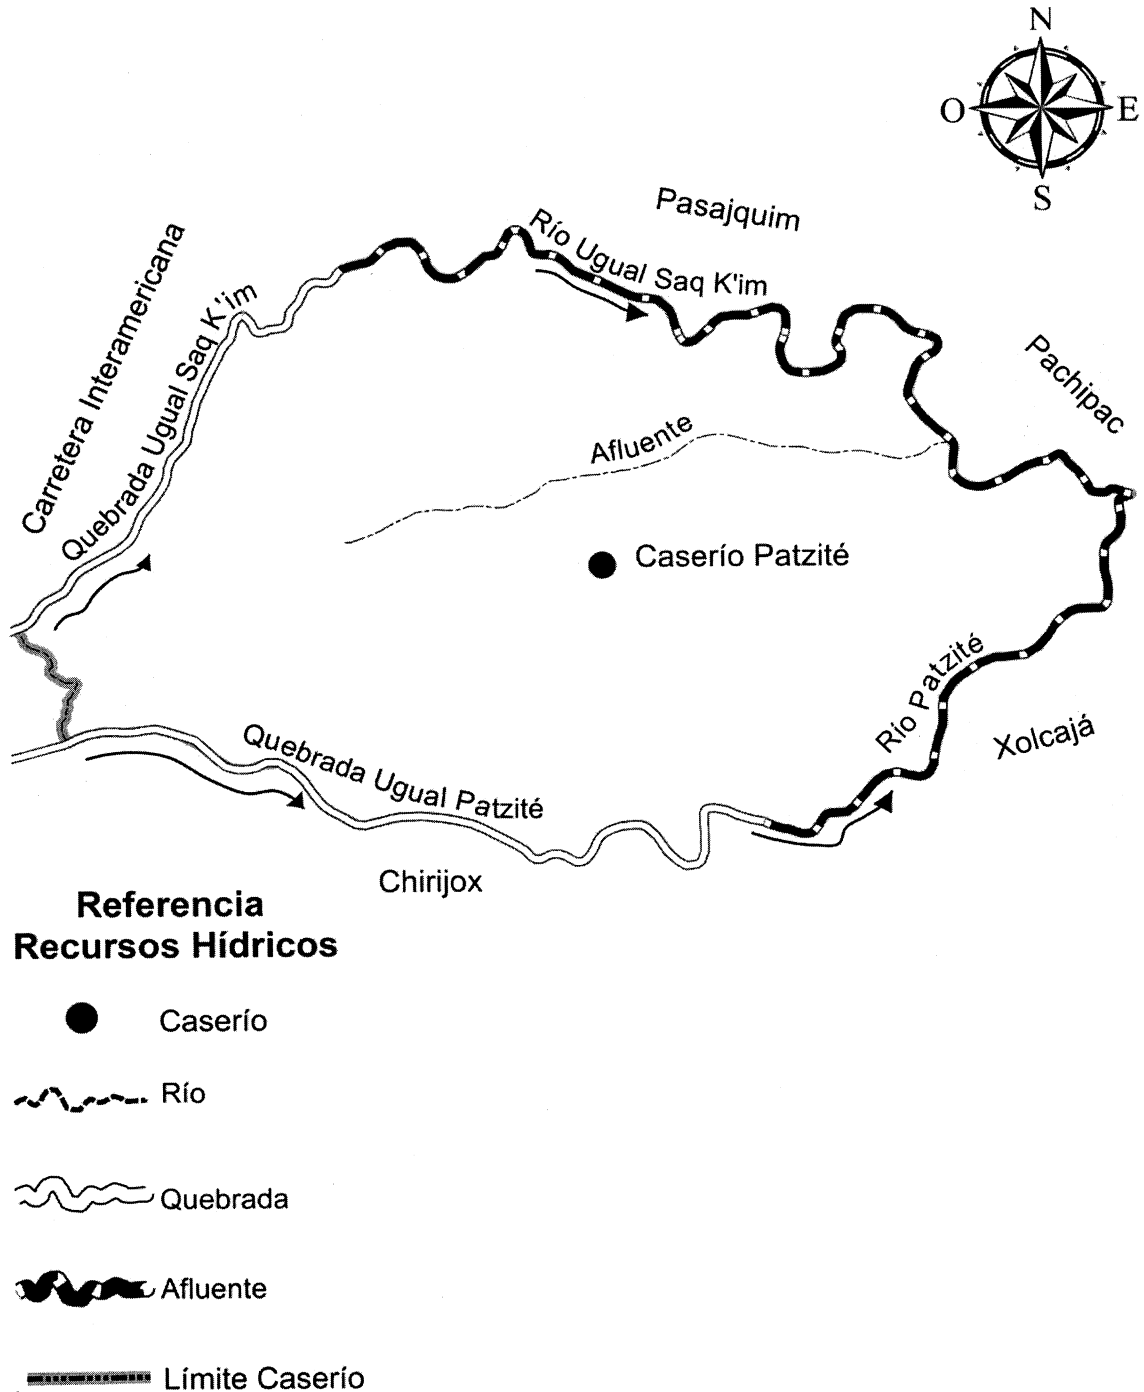 N
O
E
S
Pasajquim
Río Ugual Saq K'im
Carretera Interamericana
Quebrada Ugual Saq K'im
Pachipac
Afluente
Caserío Patzité
Río Patzité
Xolcajá
Quebrada Ugual Patzité
Chirijox
Referencia
Recursos Hídricos
Caserío
Río
Quebrada
Afluente
Límite Caserío